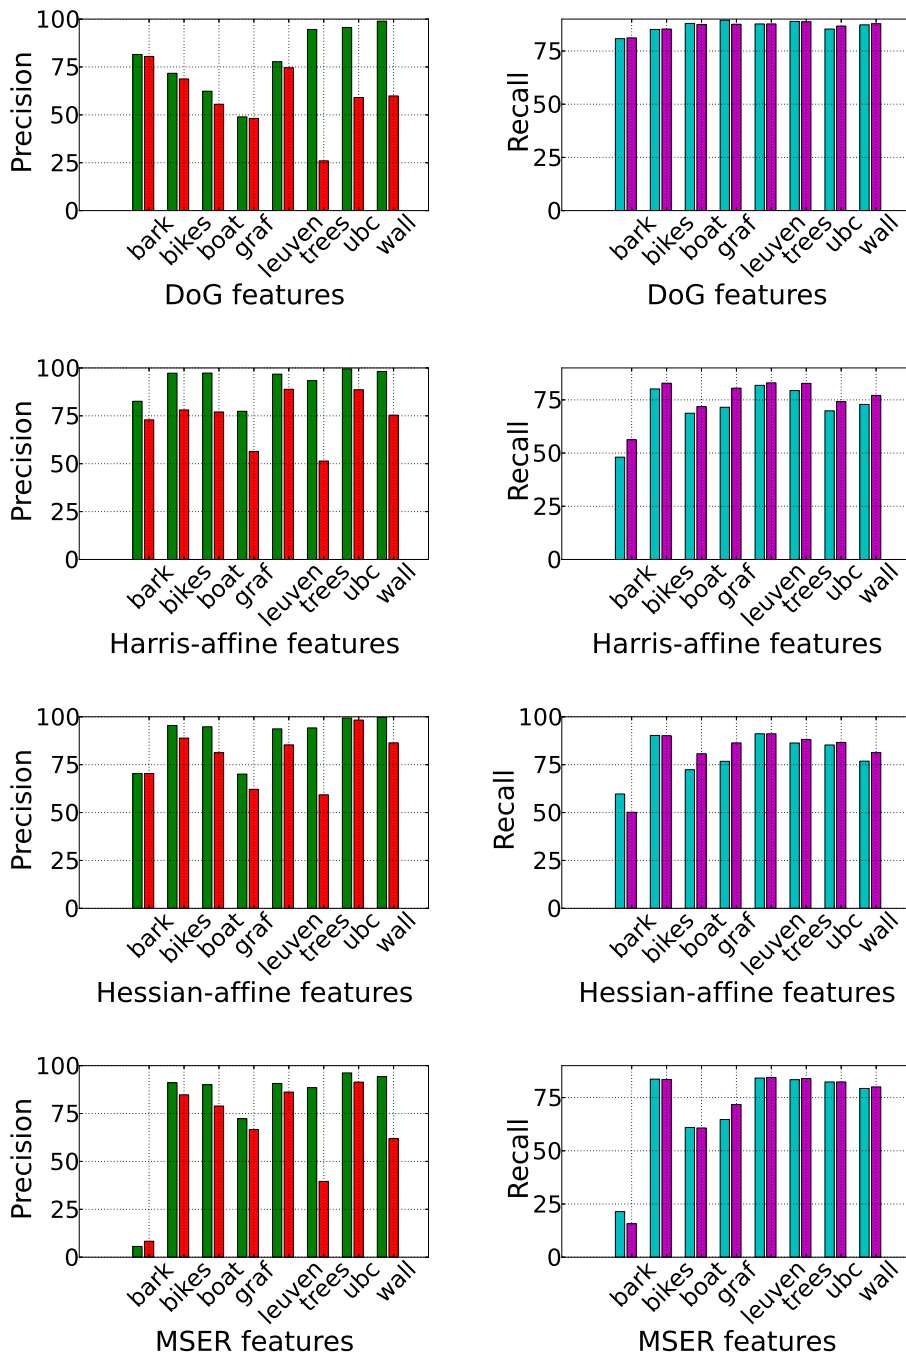 100
75
50
25
0
Precision
bark
bikes
boat
graf
leuven
trees
ubc
wall
DoG features
75
50
25
0
Recall
bark
bikes
boat
graf
leuven
trees
ubc
wall
DoG features
100
75
50
25
0
Precision
bark
bikes
boat
graf
leuven
trees
ubc
wall
Harris-affine features
75
50
25
0
Recall
bark
bikes
boat
graf
leuven
trees
ubc
wall
Harris-affine features
100
75
50
25
0
Precision
bark
bikes
boat
graf
leuven
trees
ubc
wall
Hessian-affine features
100
75
50
25
0
Recall
bark
bikes
boat
graf
leuven
trees
ubc
wall
Hessian-affine features
100
75
50
25
0
Precision
bark
bikes
boat
graf
leuven
trees
ubc
wall
MSER features
75
50
25
0
Recall
bark
bikes
boat
graf
leuven
trees
ubc
wall
MSER features